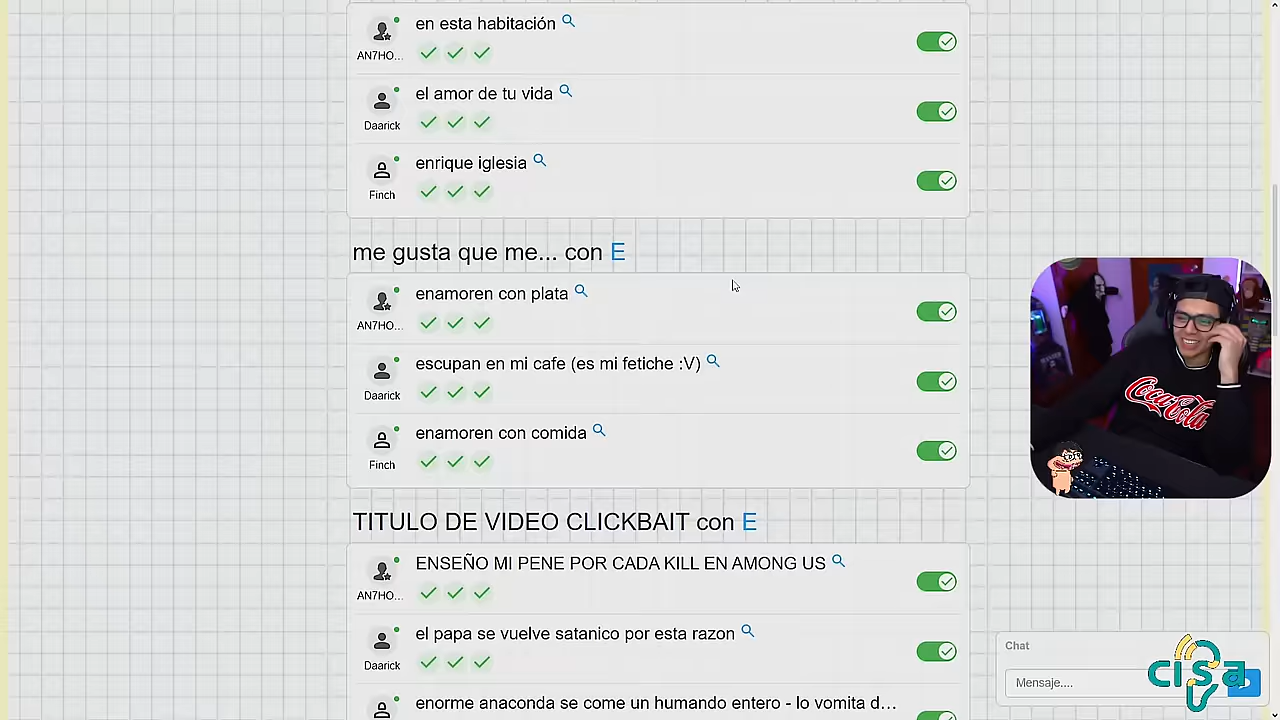 en esta habitación
AN7HO...
el amor de tu vida
Daarick
enrique iglesia
Finch
me gusta que me... con E
enamoren con plata
AN7HO...
escupan en mi cafe (es mi fetiche :V)
Daarick
enamoren con comida
Finch
Coca-Cola
TITULO DE VIDEO CLICKBAIT con E
ENSEÑO MI PENE POR CADA KILL EN AMONG US
AN7HO...
el papa se vuelve satanico por esta razon
Daarick
enorme anaconda se come un humando entero - lo vomita d...
Chat
Mensaje....
cisa